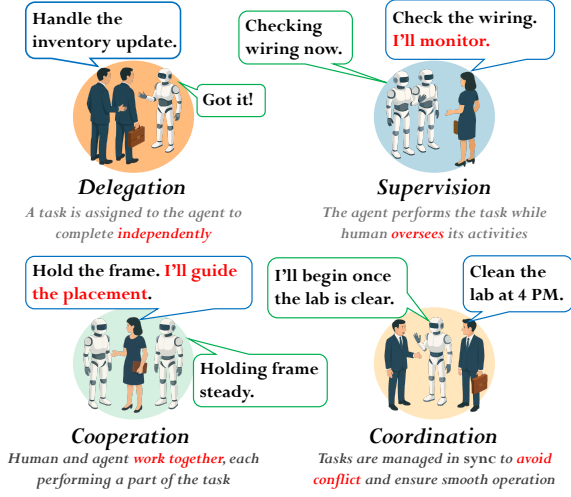 Handle the
inventory update.
Got it!
Delegation
A task is assigned to the agent to
complete independently
Checking
wiring now.
Check the wiring.
I'll monitor.
Supervision
The agent performs the task while
human oversees its activities
Hold the frame. I'll guide
the placement.
Holding frame
steady.
Cooperation
Human and agent work together, each
performing a part of the task
I'll begin once
the lab is clear.
Clean the
lab at 4 PM.
Coordination
Tasks are managed in sync to avoid
conflict and ensure smooth operation